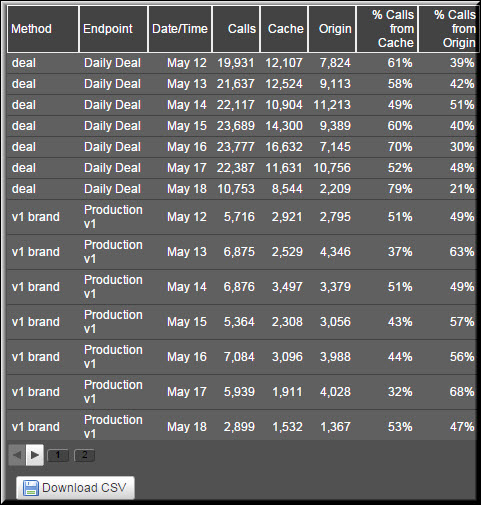 Method Endpoint Date/Time Calls Cache Origin % Calls from Cache % Calls from Origin
deal Daily Deal May 12 19,931 12,107 7,824 61% 39%
deal Daily Deal May 13 21,637 12,524 9,113 58% 42%
deal Daily Deal May 14 22,117 10,904 11,213 49% 51%
deal Daily Deal May 15 23,689 14,300 9,389 60% 40%
deal Daily Deal May 16 23,777 16,632 7,145 70% 30%
deal Daily Deal May 17 22,387 11,631 10,756 52% 48%
deal Daily Deal May 18 10,753 8,544 2,209 79% 21%
v1 brand Production v1 May 12 5,716 2,921 2,795 51% 49%
v1 brand Production v1 May 13 6,875 2,529 4,346 37% 63%
v1 brand Production v1 May 14 6,876 3,497 3,379 51% 49%
v1 brand Production v1 May 15 5,364 2,308 3,056 43% 57%
v1 brand Production v1 May 16 7,084 3,096 3,988 44% 56%
v1 brand Production v1 May 17 5,939 1,911 4,028 32% 68%
v1 brand Production v1 May 18 2,899 1,532 1,367 53% 47%
1 2
Download CSV